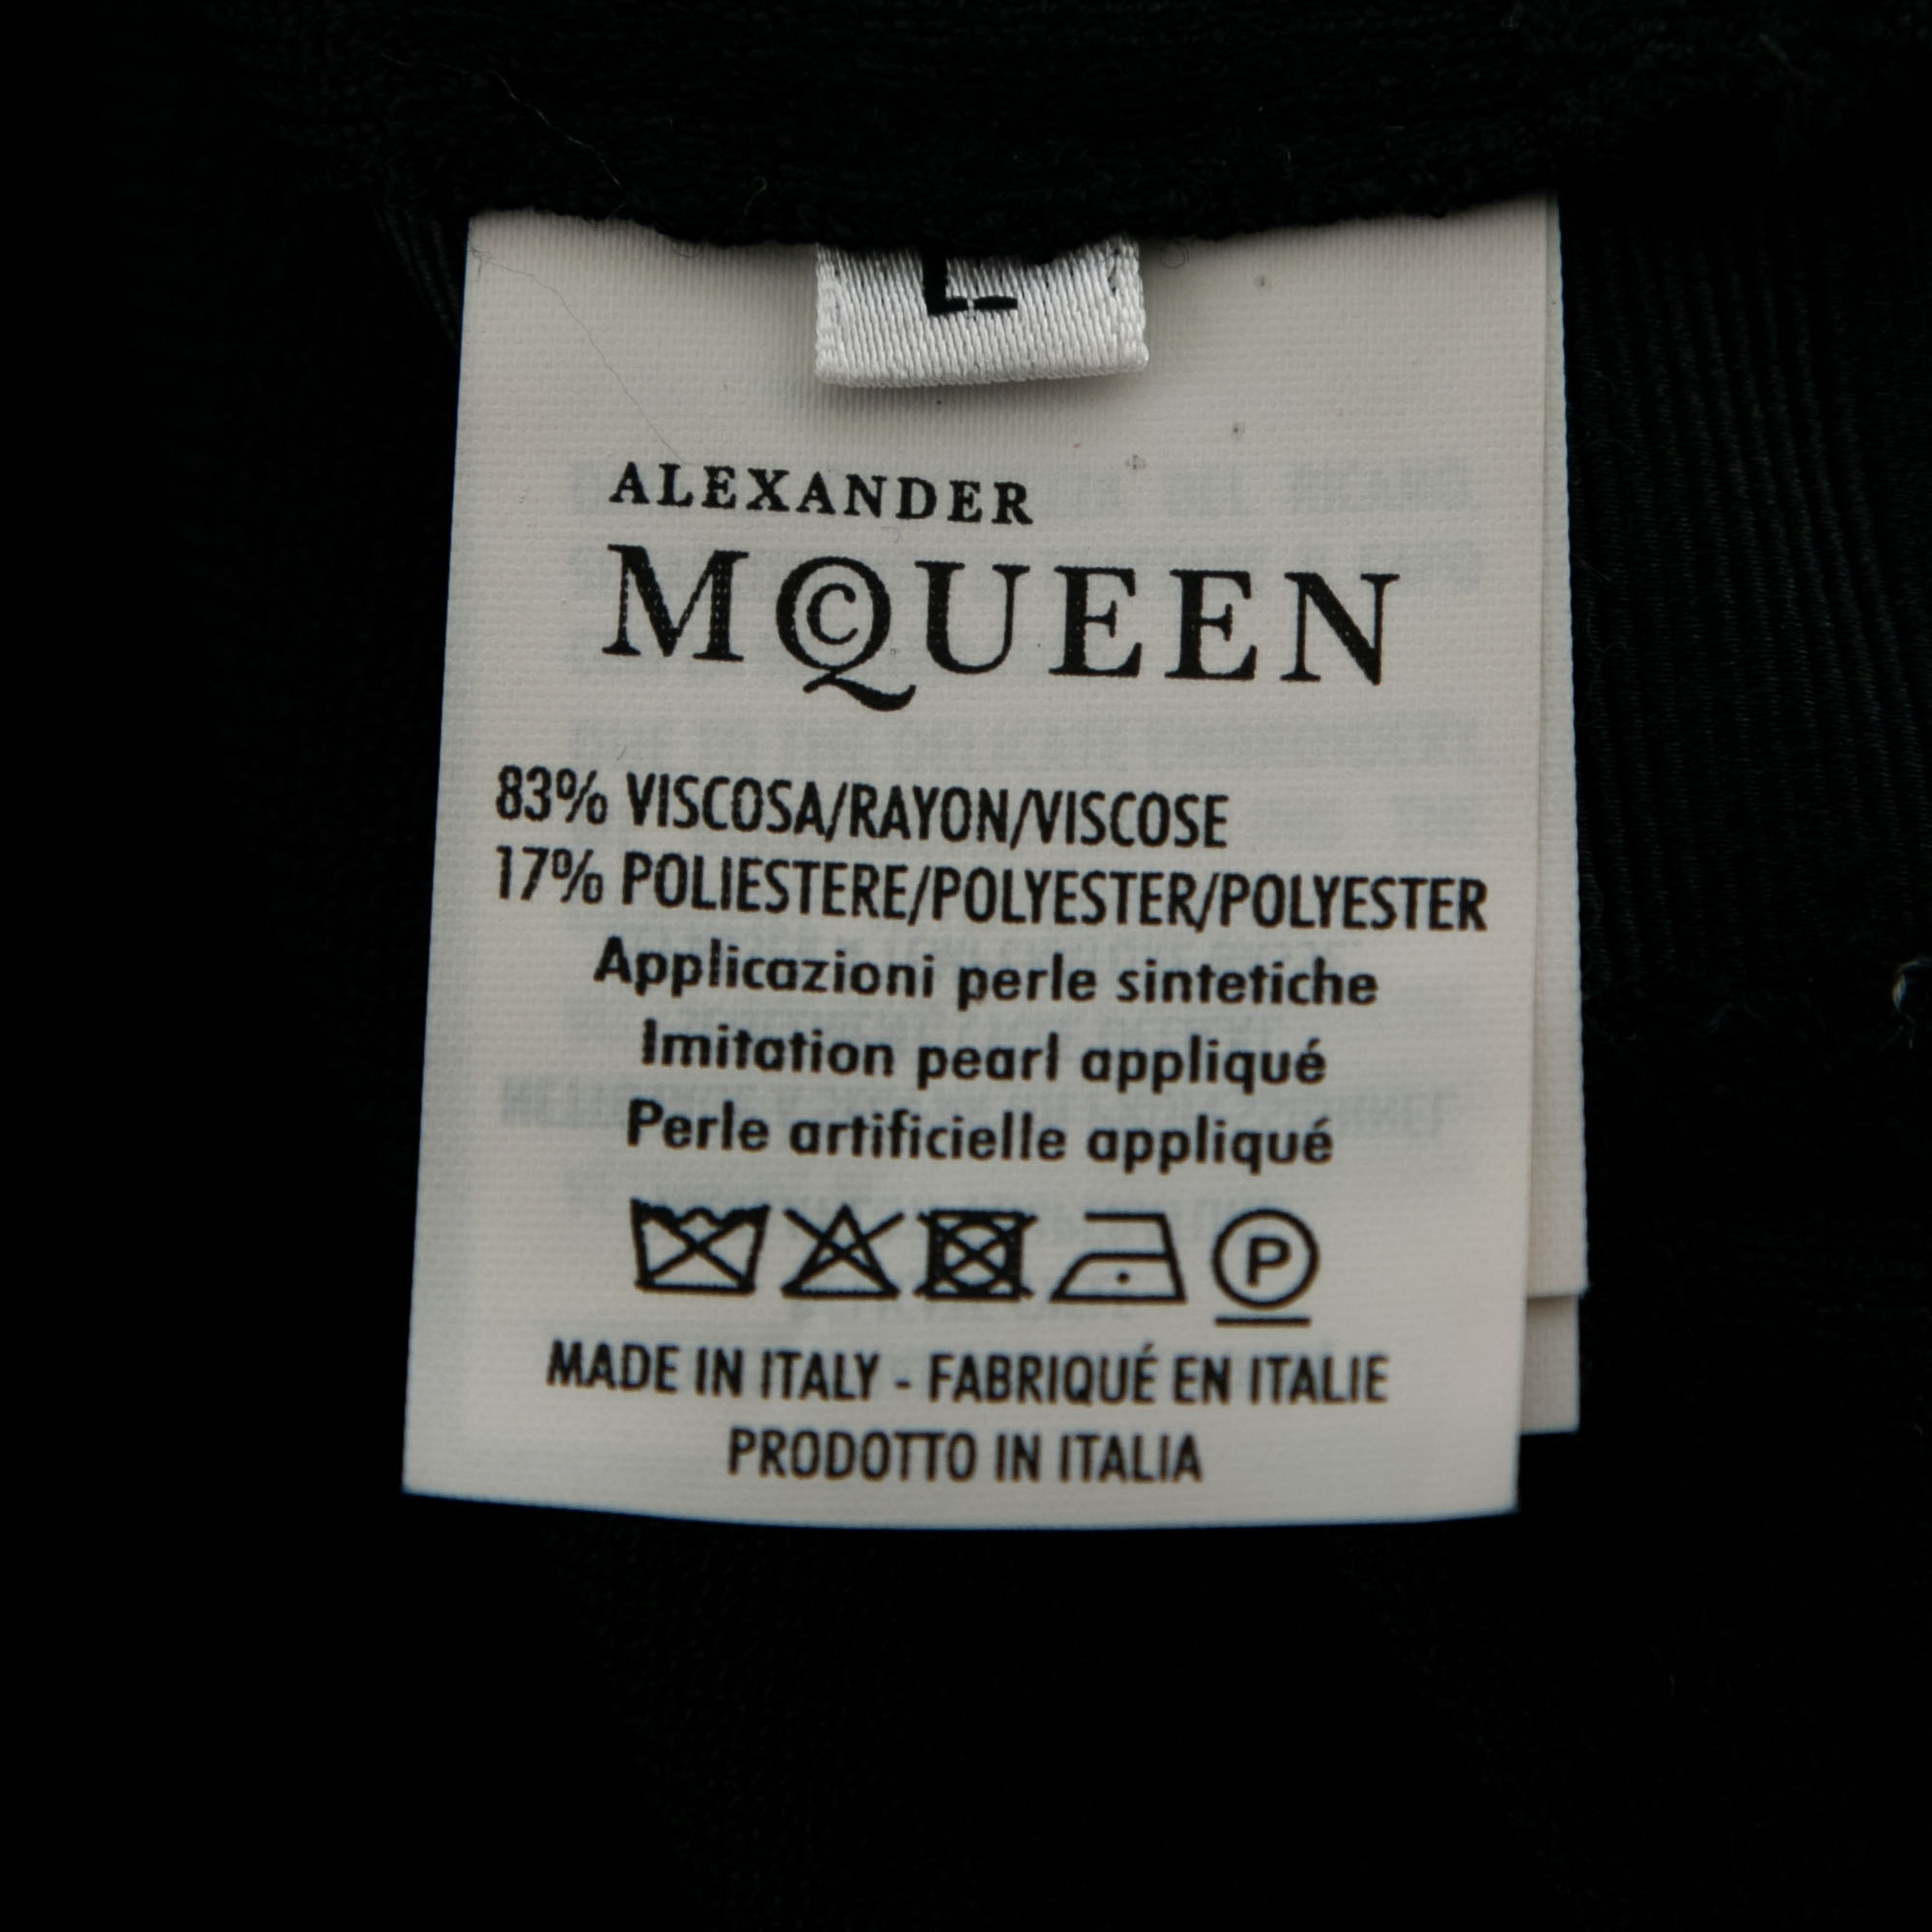 ALEXANDER
McQUEEN
83% VISCOSA/RAYON/VISCOSE
17% POLIESTERE/POLYESTER/POLYESTER
Applicazioni perle sintetiche
Imitation pearl appliqué
Perle artificielle appliqué
P
MADE IN ITALY - FABRIQUÉ EN ITALIE
PRODOTTO IN ITALIA